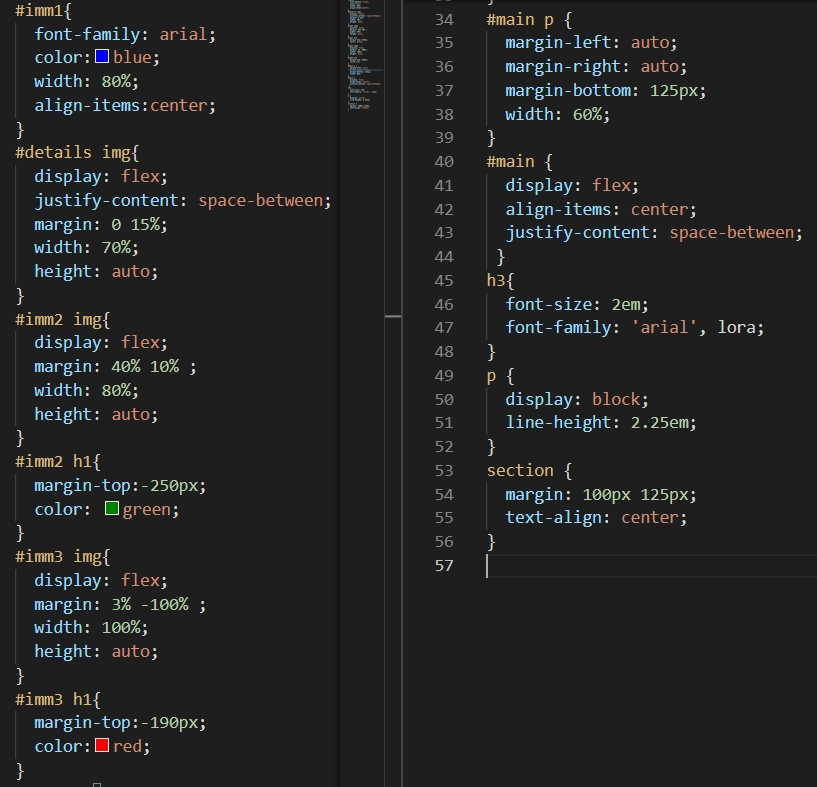 #imm1{
font-family: arial;
color:blue;
width: 80%;
align-items:center;
}
#details img{
display: flex;
justify-content: space-between;
margin: 0 15%;
width: 70%;
height: auto;
}
#imm2 img{
display: flex;
margin: 40% 10% ;
width: 80%;
height: auto;
}
#imm2 h1{
margin-top:-250px;
color: green;
}
#imm3 img{
display: flex;
margin: 3% -100% ;
width: 100%;
height: auto;
}
#imm3 h1{
margin-top:-190px;
color:red;
}
34 #main p {
35 margin-left: auto;
36 margin-right: auto;
37 margin-bottom: 125px;
38 width: 60%;
39 }
40 #main {
41 display: flex;
42 align-items: center;
43 justify-content: space-between;
44 }
45 h3{
46 font-size: 2em;
47 font-family: 'arial', lora;
48 }
49 p {
50 display: block;
51 line-height: 2.25em;
52 }
53 section {
54 margin: 100px 125px;
55 text-align: center;
56 }
57